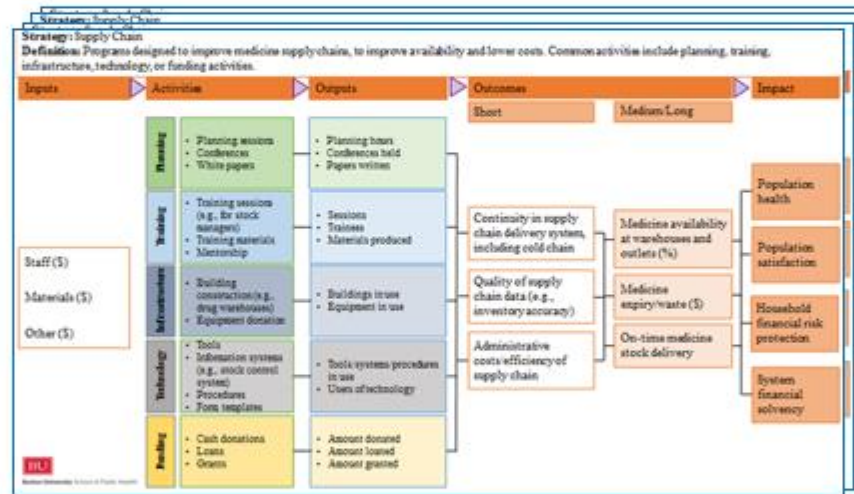 Strategy: Supply Chain
Strategy: Supply Chain
Definition: Programs designed to improve medicine supply chains, to improve availability and lower costs. Common activities include planning, training,
infrastructure, technology, or funding activities.
Inputs
Activities
Outputs
Outcomes
Impact
Short
Medium/Long
Staff ($)
Materials ($)
Other ($)
Planning
• Planning sessions
• Conferences
• White papers
• Planning hours
• Conferences held
• Papers written
Training
• Training sessions
(e.g., for stock
managers)
• Training materials
• Mentorship
• Sessions
• Trainees
• Materials produced
Infrastructure
• Building
construction (e.g.,
drug warehouses)
• Equipment donation
• Buildings in use
• Equipment in use
Technology
• Tools
• Information systems
(e.g., stock control
system)
• Procedures
• Form templates
• Tools/systems/procedures
in use
• Users of technology
Funding
• Cash donations
• Loans
• Grants
• Amount donated
• Amount loaned
• Amount granted
Continuity in supply
chain delivery system,
including cold chain
Quality of supply
chain data (e.g.,
inventory accuracy)
Administrative
costs/efficiency of
supply chain
Medicine availability
at warehouses and
outlets (%)
Medicine
expiry/waste ($)
On-time medicine
stock delivery
Population
health
Population
satisfaction
Household
financial risk
protection
System
financial
solvency
BU
Boston University School of Public Health